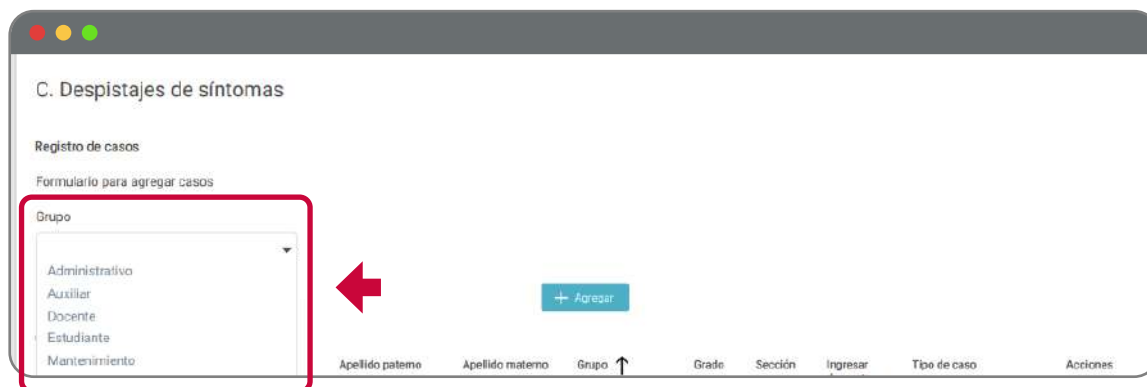 C. Despistajes de síntomas
Registro de casos
Formulario para agregar casos
Grupo
Administrativo
Auxiliar
Docente
Estudiante
Mantenimiento
+ Agregar
Apellido paterno Apellido materno Grupo ↑ Grado Sección Ingresar Tipo de caso Acciones